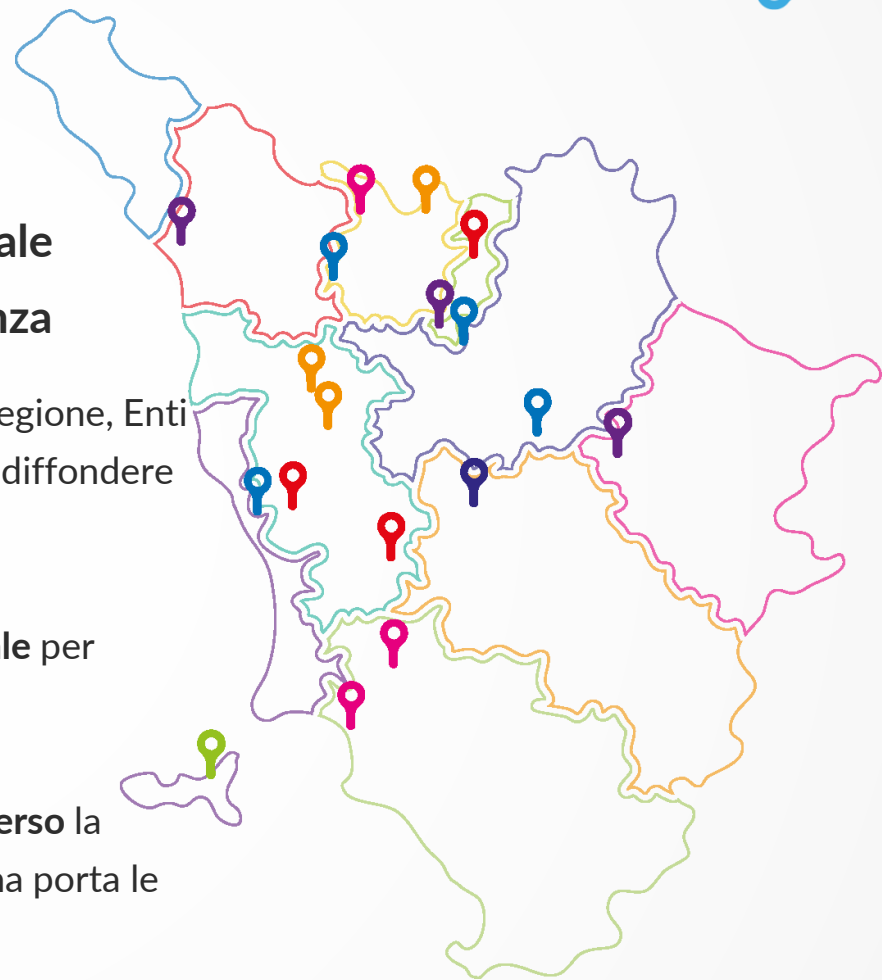 ale
nza
egione, Enti
diffondere
le per
erso la
na porta le